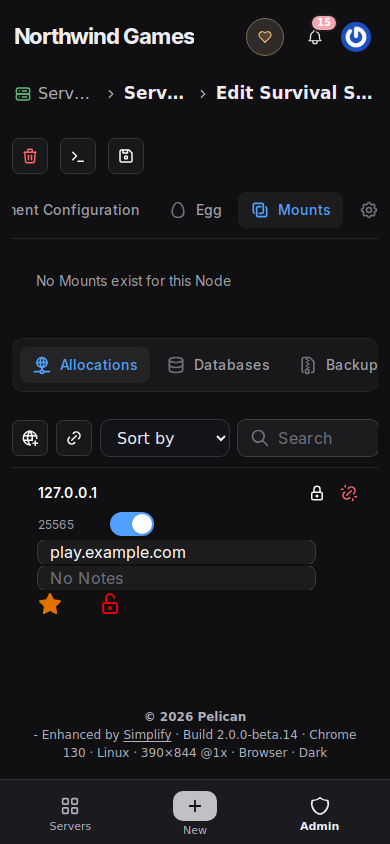 Northwind Games
15
Serv... › Serv... › Edit Survival S...
nent Configuration Egg Mounts
No Mounts exist for this Node
Allocations Databases Backup
Sort by Search
127.0.0.1
25565
play.example.com
No Notes
© 2026 Pelican
- Enhanced by Simplify · Build 2.0.0-beta.14 · Chrome
130 · Linux · 390×844 @1x · Browser · Dark
Servers New Admin